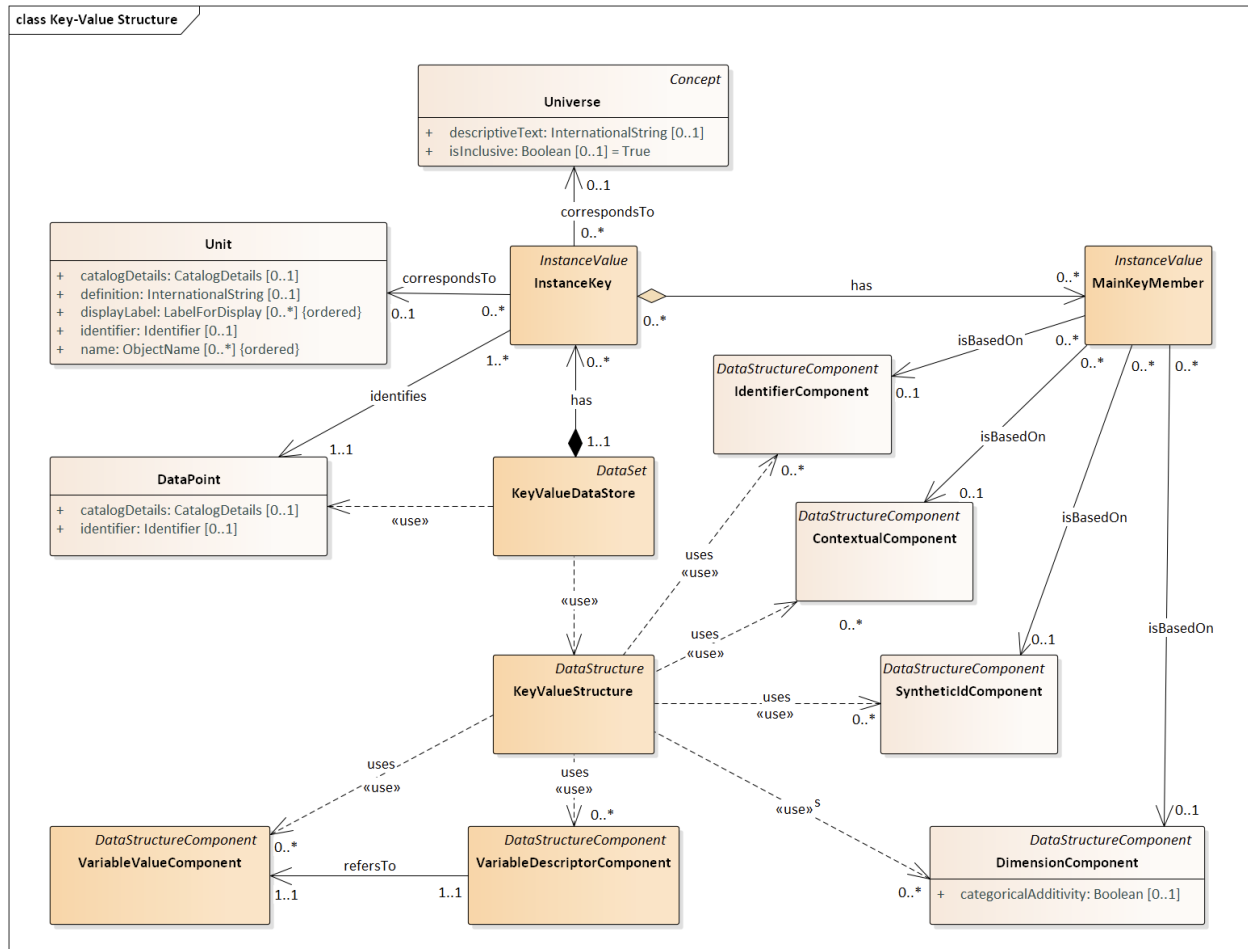 class Key-Value Structure
Concept
Universe
+ descriptiveText: InternationalString [0..1]
+ isInclusive: Boolean [0..1] = True
0..1
correspondsTo
0..*
Unit
+ catalogDetails: CatalogDetails [0..1]
+ definition: InternationalString [0..1]
+ displayLabel: LabelForDisplay [0..*] {ordered}
+ identifier: Identifier [0..1]
+ name: ObjectName [0..*] {ordered}
correspondsTo
0..1
0..*
InstanceValue
InstanceKey
has
0..*
0..*
InstanceValue
MainKeyMember
1..*
identifies
1..1
0..*
has
1..1
DataPoint
+ catalogDetails: CatalogDetails [0..1]
+ identifier: Identifier [0..1]
«use»
DataSet
KeyValueDataStore
«use»
DataStructureComponent
IdentifierComponent
isBasedOn
0..*
0..1
0..*
isBasedOn
0..*
0..1
DataStructureComponent
ContextualComponent
isBasedOn
0..*
0..1
isBasedOn
0..*
0..1
uses
«use»
uses
«use»
0..*
DataStructure
KeyValueStructure
uses
«use»
0..*
DataStructureComponent
SyntheticIdComponent
uses
«use»
0..*
uses
«use»
0..*
«use»
s
0..*
DataStructureComponent
VariableValueComponent
refersTo
1..1
1..1
DataStructureComponent
VariableDescriptorComponent
DataStructureComponent
DimensionComponent
+ categoricalAdditivity: Boolean [0..1]